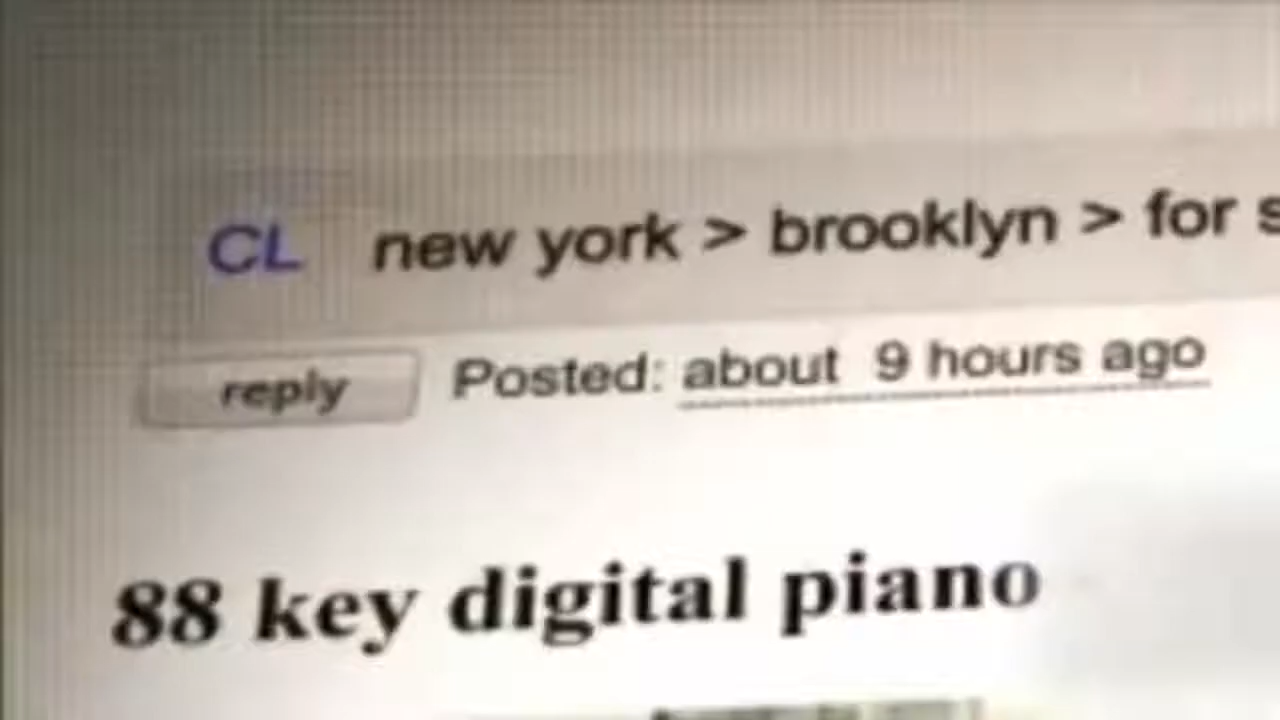 CL new york > brooklyn > for s
reply Posted: about 9 hours ago
88 key digital piano